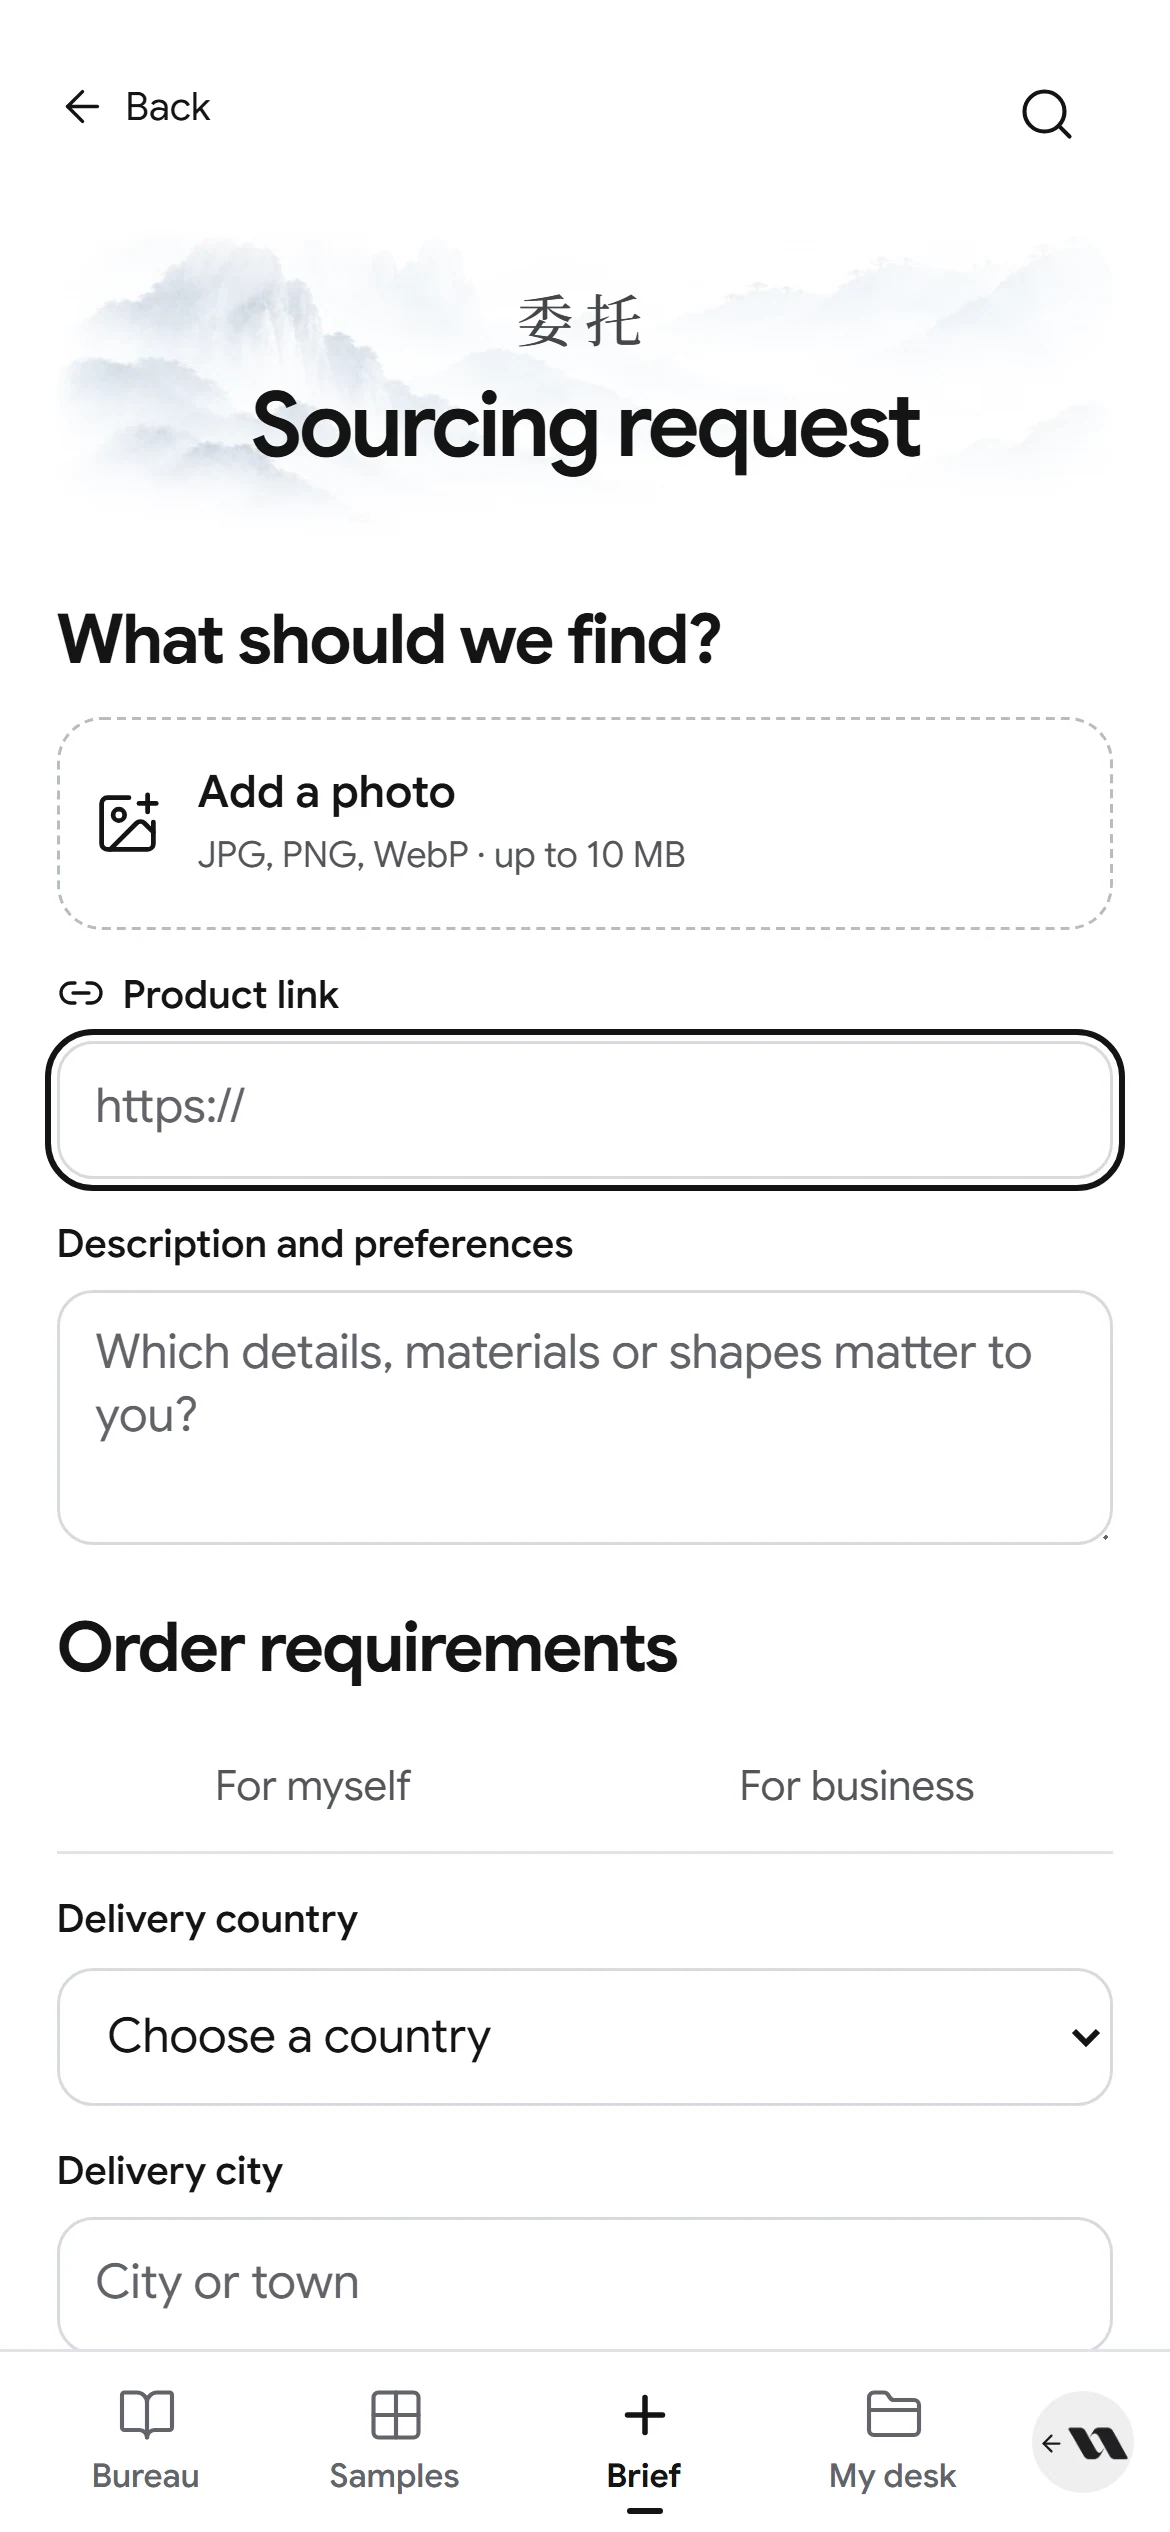 Back
委托
Sourcing request
What should we find?
Add a photo
JPG, PNG, WebP · up to 10 MB
Product link
https://
Description and preferences
Which details, materials or shapes matter to
you?
Order requirements
For myself
For business
Delivery country
Choose a country
Delivery city
City or town
Bureau
Samples
Brief
My desk